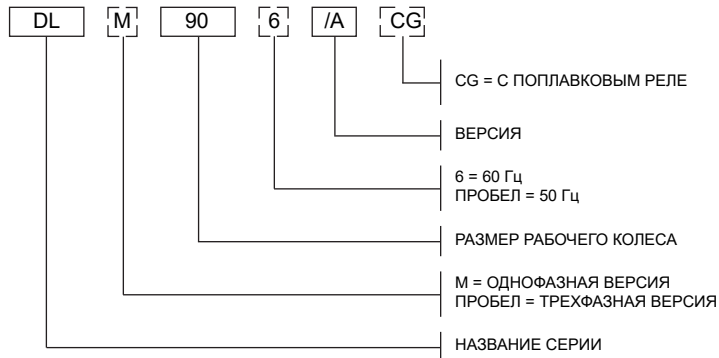 DL M 90 6 /A CG
CG = С ПОПЛАВКОВЫМ РЕЛЕ
ВЕРСИЯ
6 = 60 Гц
ПРОБЕЛ = 50 Гц
РАЗМЕР РАБОЧЕГО КОЛЕСА
М = ОДНОФАЗНАЯ ВЕРСИЯ
ПРОБЕЛ = ТРЕХФАЗНАЯ ВЕРСИЯ
НАЗВАНИЕ СЕРИИ